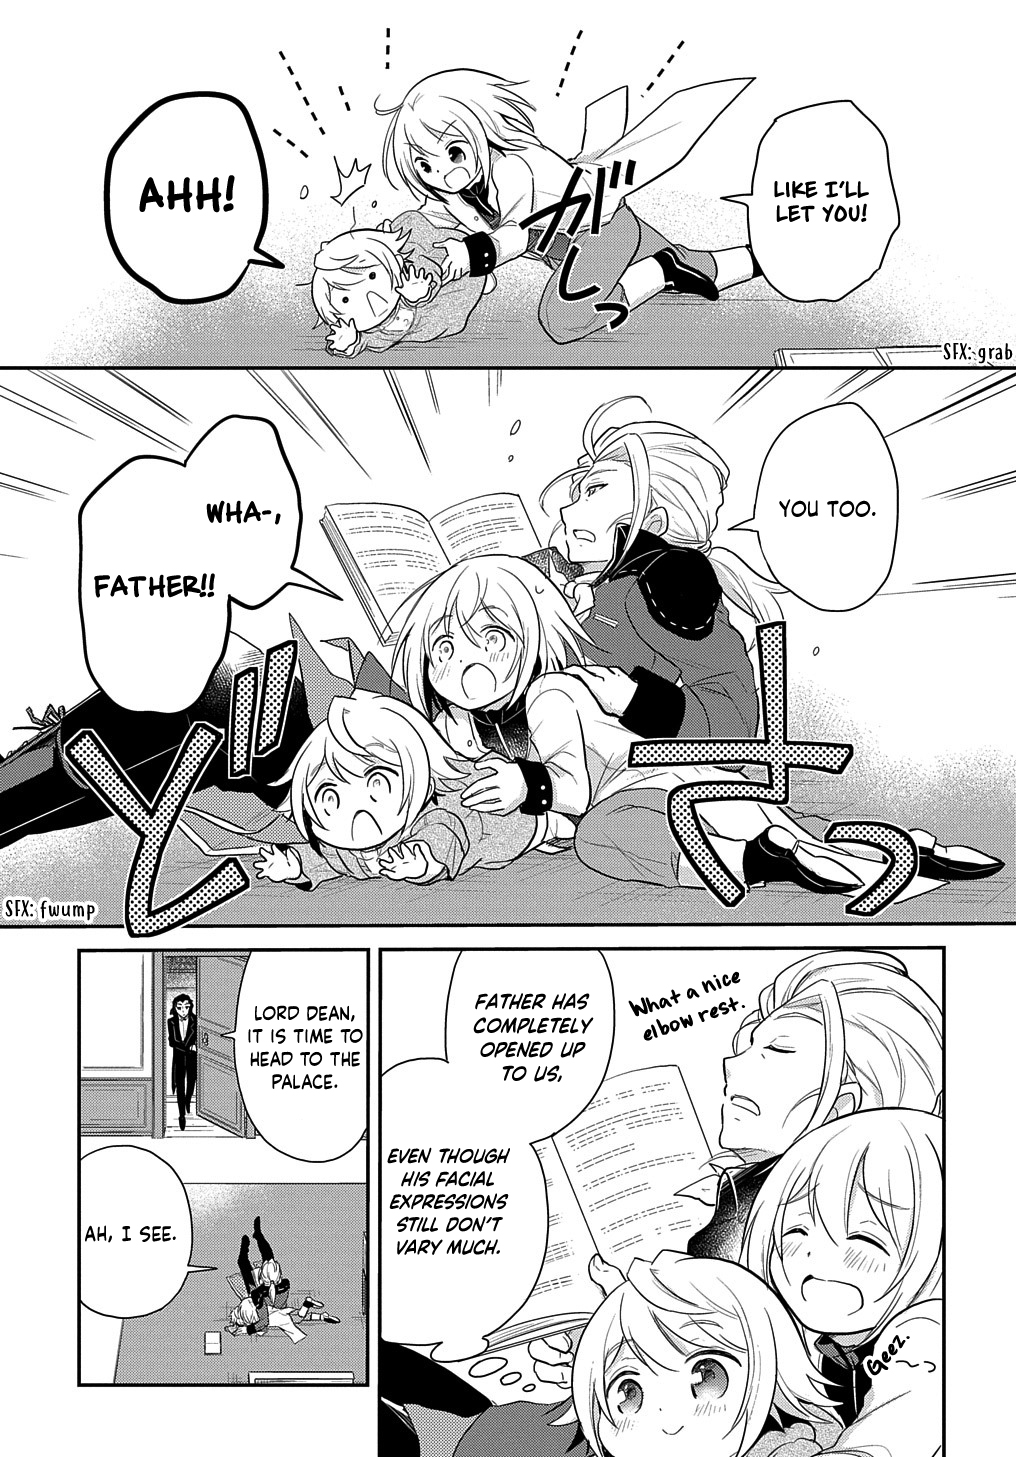 LIKE I'LL
LET YOU!
AHH!
がしっ
SFX: grab
YOU TOO.
WHA-,
FATHER!!
どさっ
SFX: fwump
What a nice
elbow rest.
FATHER HAS
COMPLETELY
OPENED UP
TO US,
EVEN THOUGH
HIS FACIAL
EXPRESSIONS
STILL DON'T
VARY MUCH.
Geez.
LORD DEAN,
IT IS TIME TO
HEAD TO THE
PALACE.
AH, I SEE.